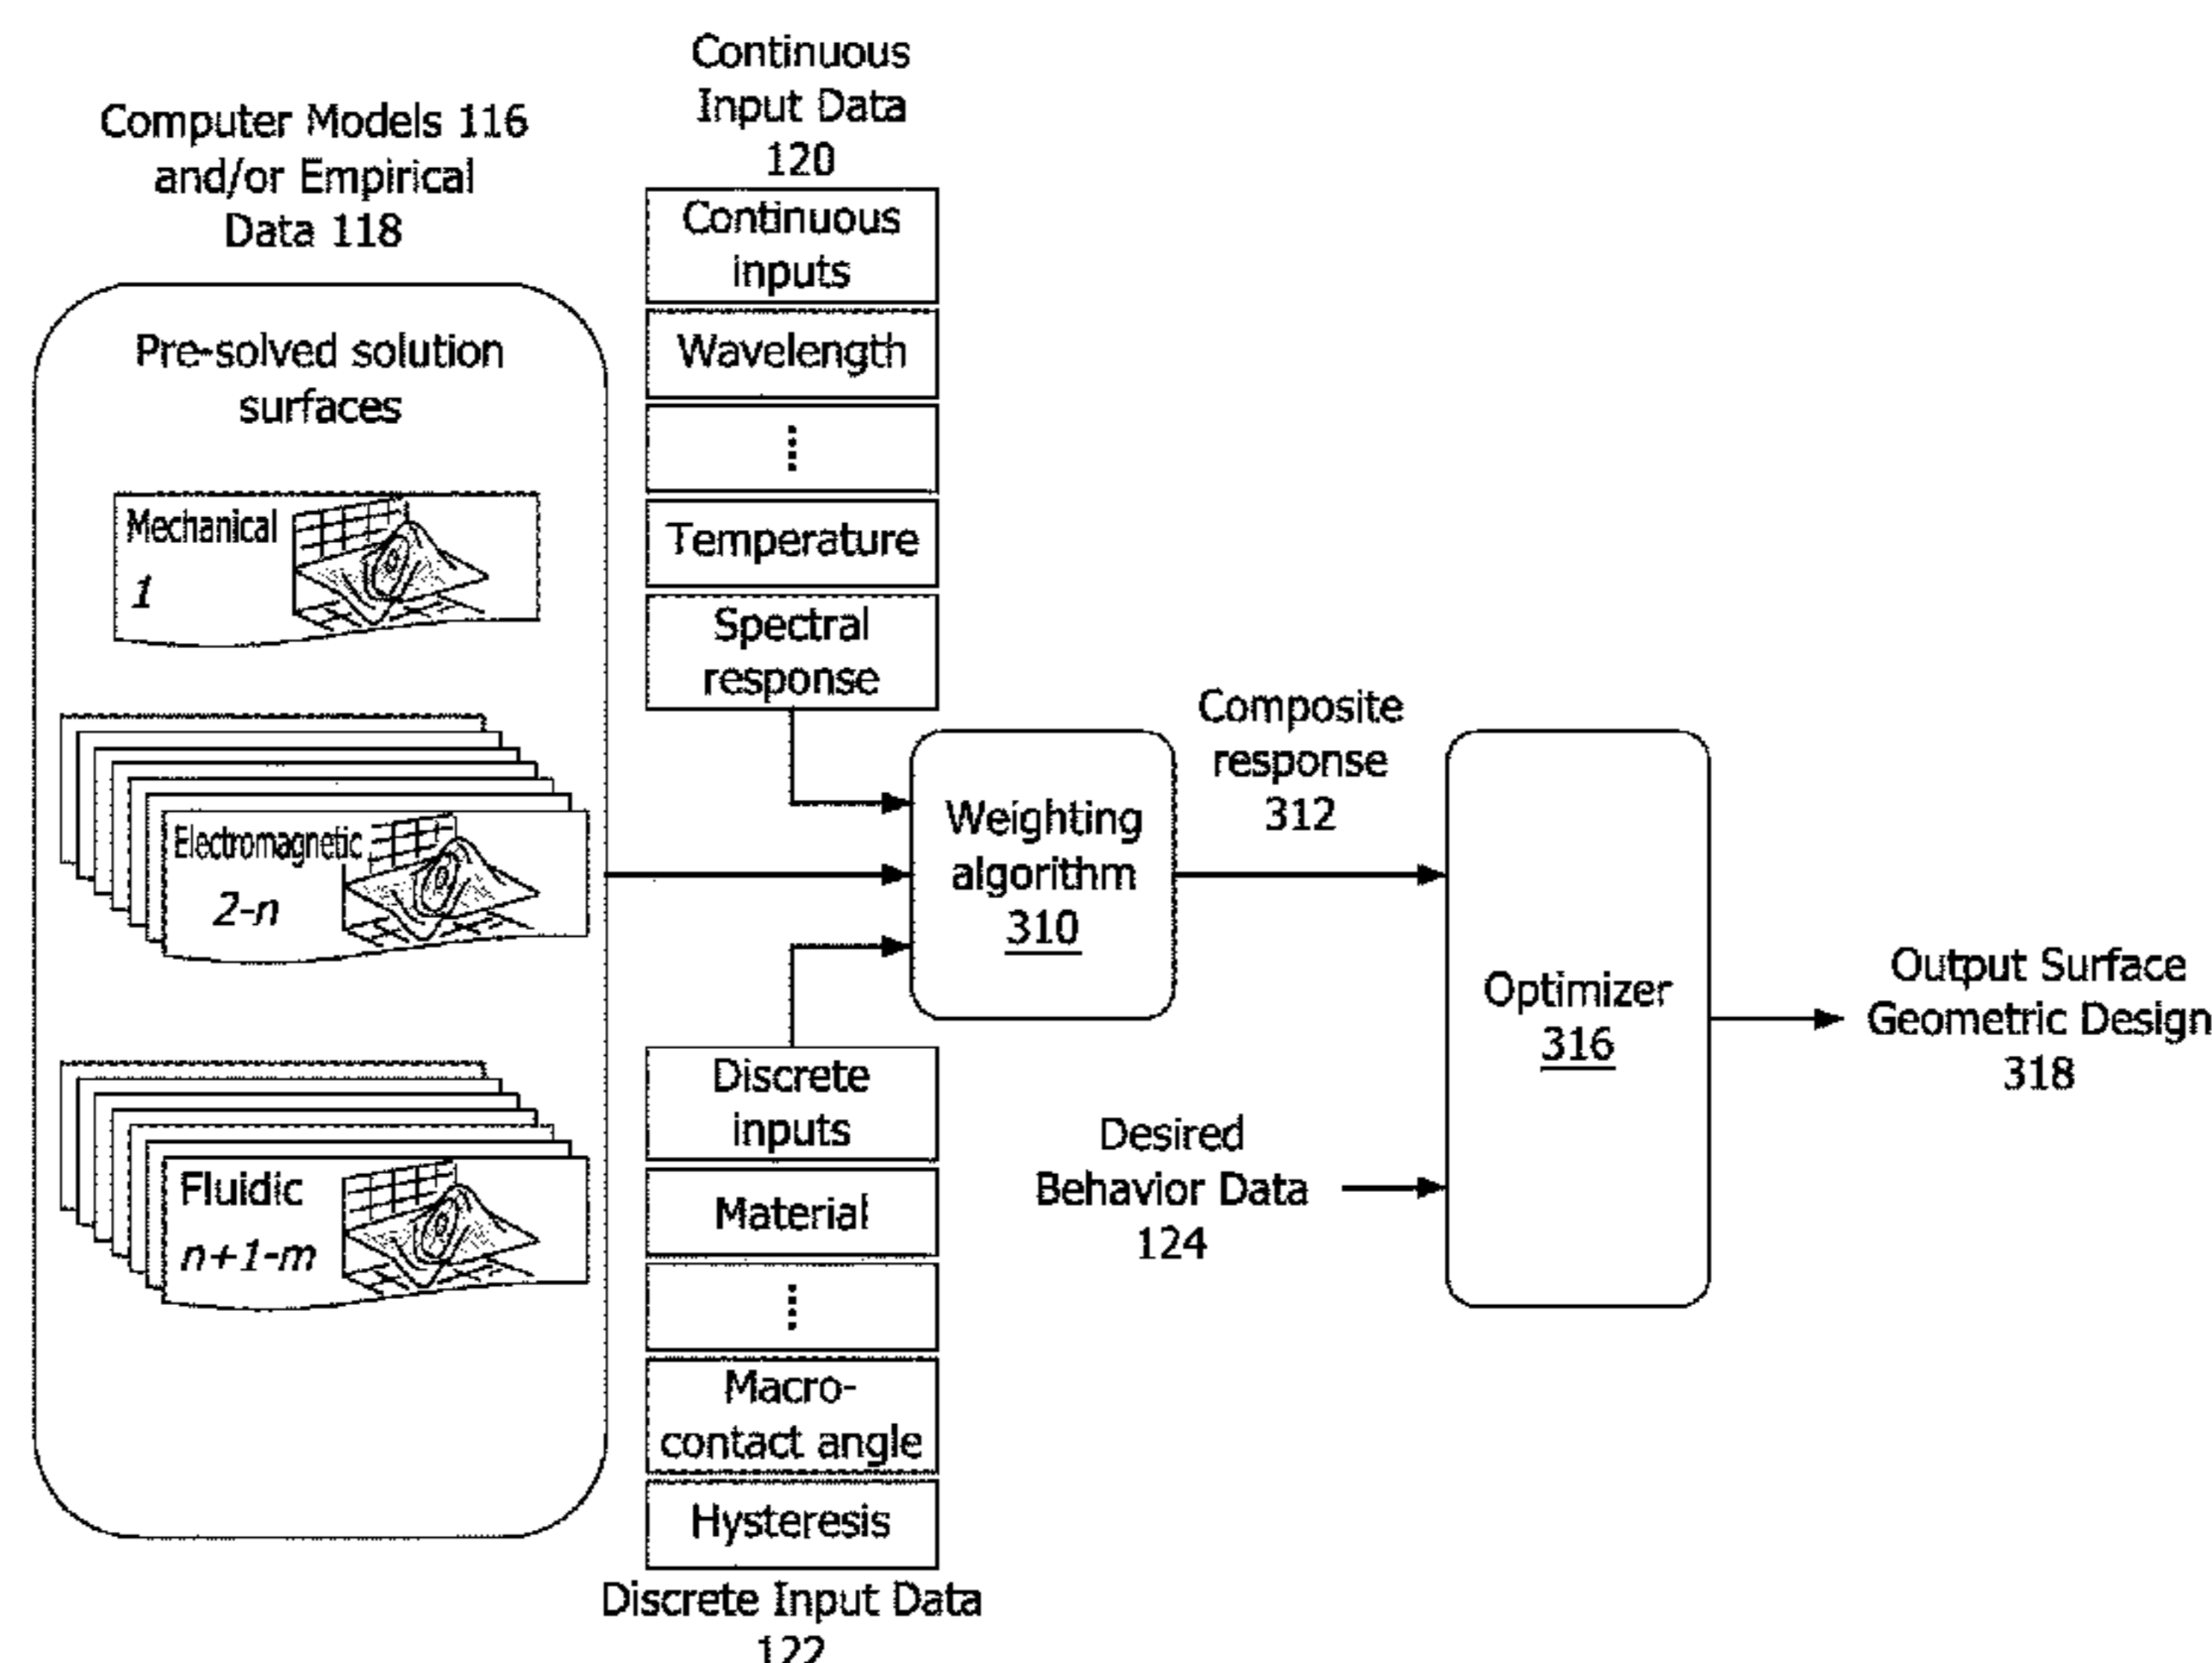 Computer Models 116
and/or Empirical
Data 118
Pre-solved solution
surfaces
Mechanical
1
Electromagnetic
2-n
Fluidic
n+1-m
Continuous
Input Data
120
Continuous
inputs
Wavelength
⋮
Temperature
Spectral
response
Discrete
inputs
Material
⋮
Macro-
contact angle
Hysteresis
Discrete Input Data
122
Weighting
algorithm
310
Composite
response
312
Desired
Behavior Data
124
Optimizer
316
Output Surface
Geometric Design
318